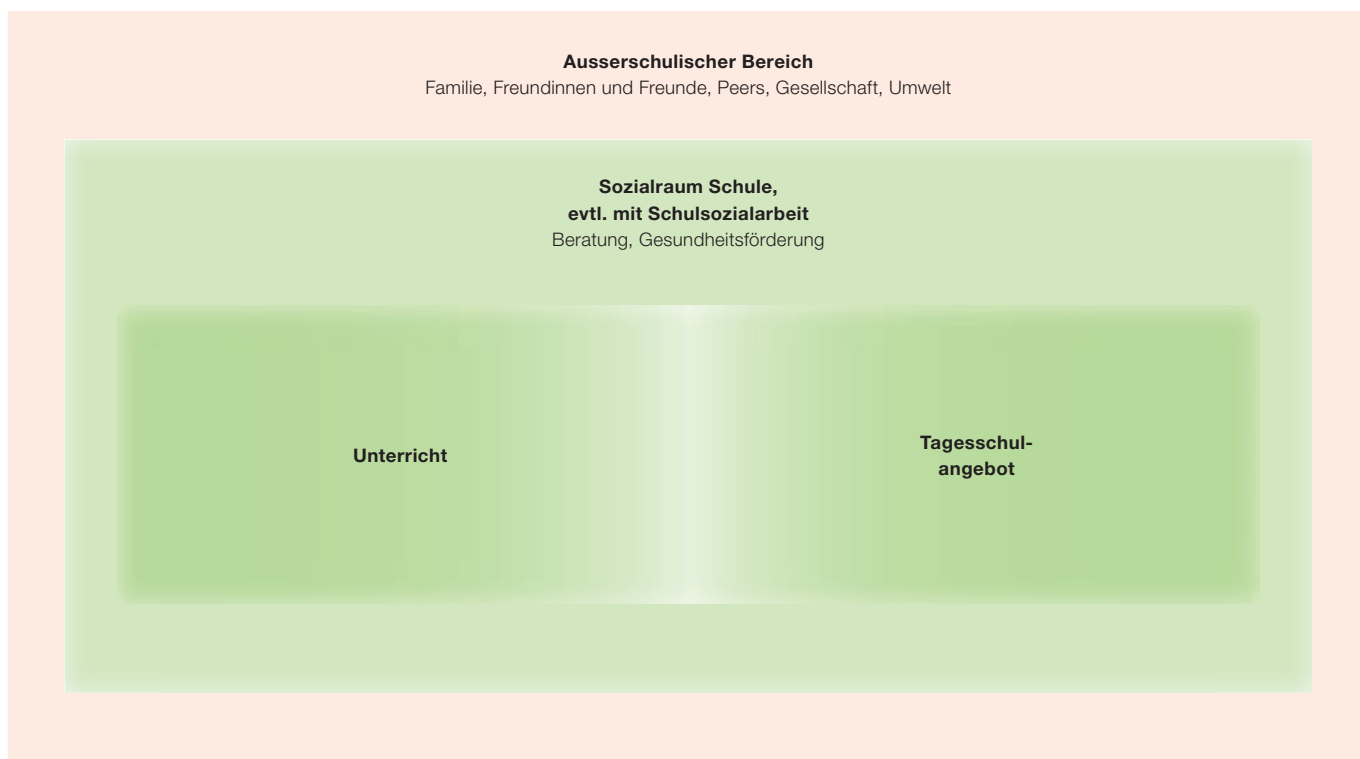 Ausserschulischer Bereich
Familie, Freundinnen und Freunde, Peers, Gesellschaft, Umwelt
Sozialraum Schule,
evtl. mit Schulsozialarbeit
Beratung, Gesundheitsförderung
Unterricht
Tagesschul-
angebot